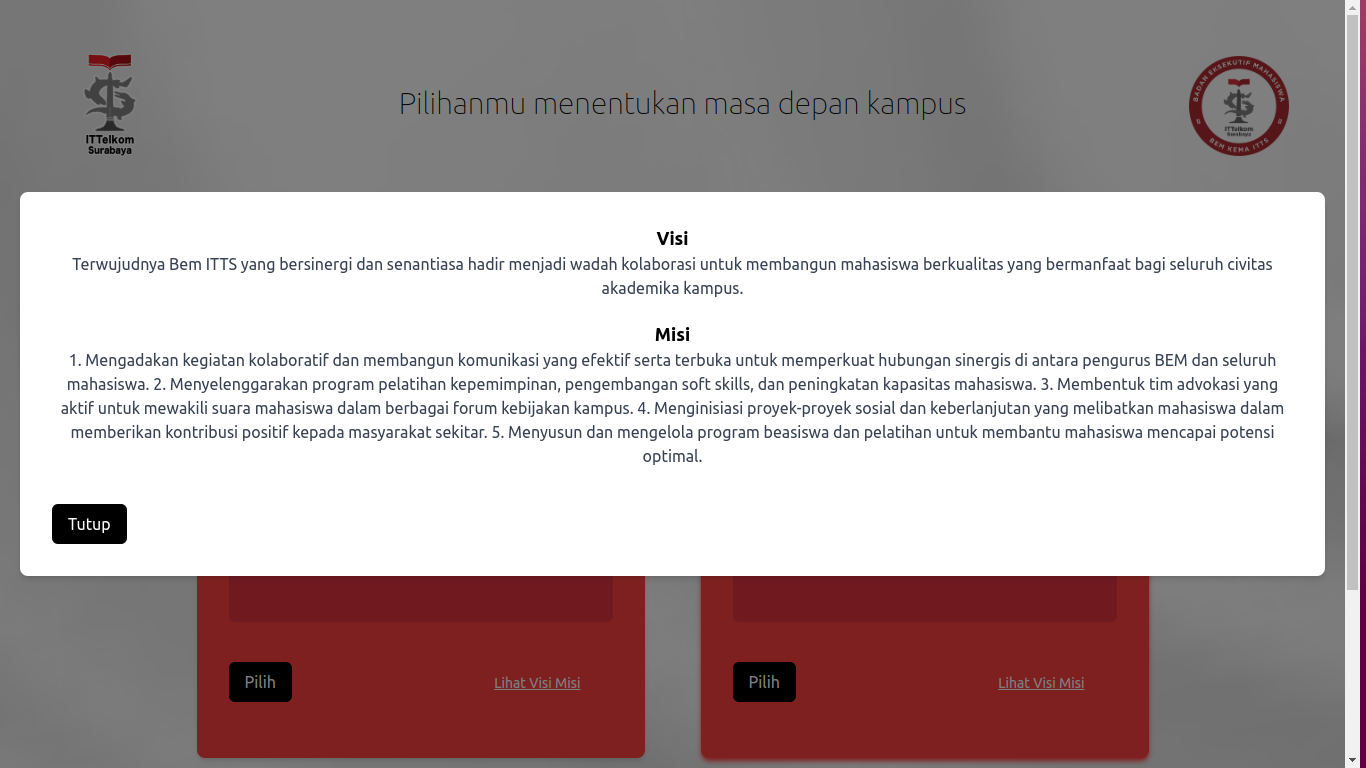 ITTelkom
Surabaya
Pilihanmu menentukan masa depan kampus
BADAN EKSEKUTIF MAHASISWA
ITTelkom
Surabaya
BEM KEMA ITTS
Visi
Terwujudnya Bem ITTS yang bersinergi dan senantiasa hadir menjadi wadah kolaborasi untuk membangun mahasiswa berkualitas yang bermanfaat bagi seluruh civitas
akademika kampus.
Misi
1. Mengadakan kegiatan kolaboratif dan membangun komunikasi yang efektif serta terbuka untuk memperkuat hubungan sinergis di antara pengurus BEM dan seluruh
mahasiswa. 2. Menyelenggarakan program pelatihan kepemimpinan, pengembangan soft skills, dan peningkatan kapasitas mahasiswa. 3. Membentuk tim advokasi yang
aktif untuk mewakili suara mahasiswa dalam berbagai forum kebijakan kampus. 4. Menginisiasi proyek-proyek sosial dan keberlanjutan yang melibatkan mahasiswa dalam
memberikan kontribusi positif kepada masyarakat sekitar. 5. Menyusun dan mengelola program beasiswa dan pelatihan untuk membantu mahasiswa mencapai potensi
optimal.
Tutup
Pilih
Lihat Visi Misi
Pilih
Lihat Visi Misi